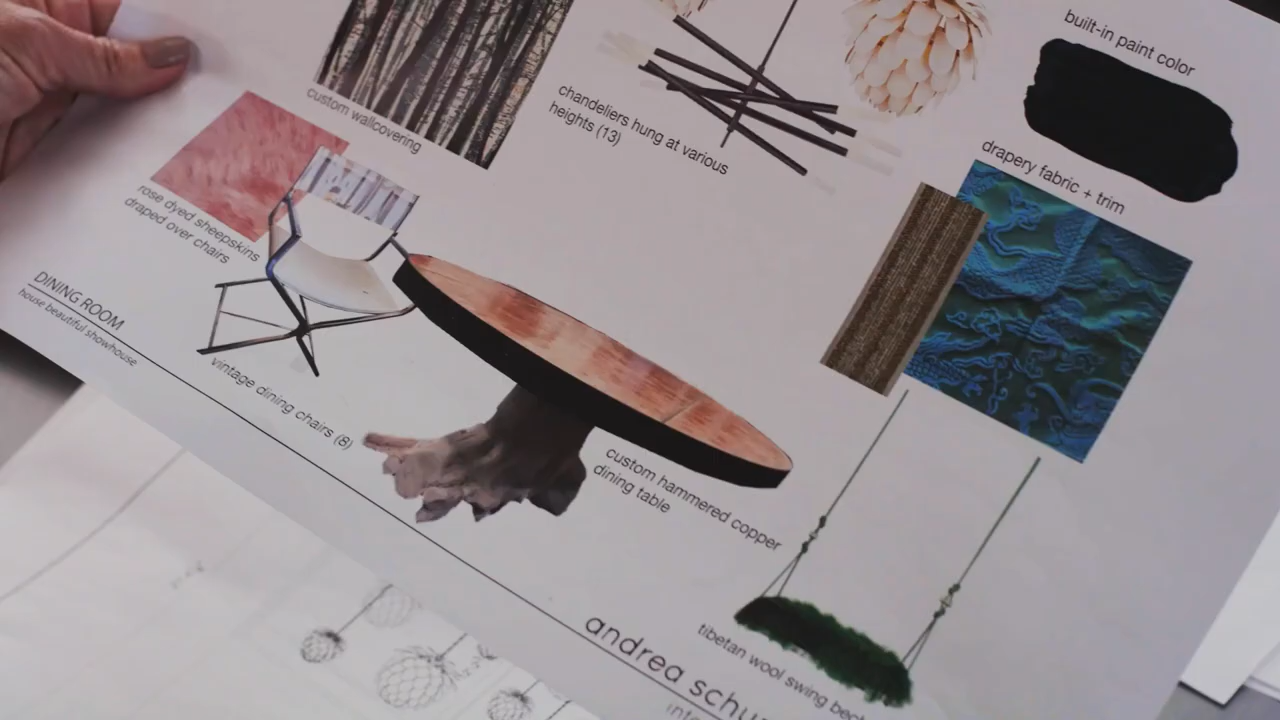 built-in paint color
custom wallcovering
chandeliers hung at various
heights (13)
drapery fabric + trim
rose dyed sheepskins
draped over chairs
DINING ROOM
house beautiful showhouse
vintage dining chairs (8)
custom hammered copper
dining table
tibetan wool swing
andrea